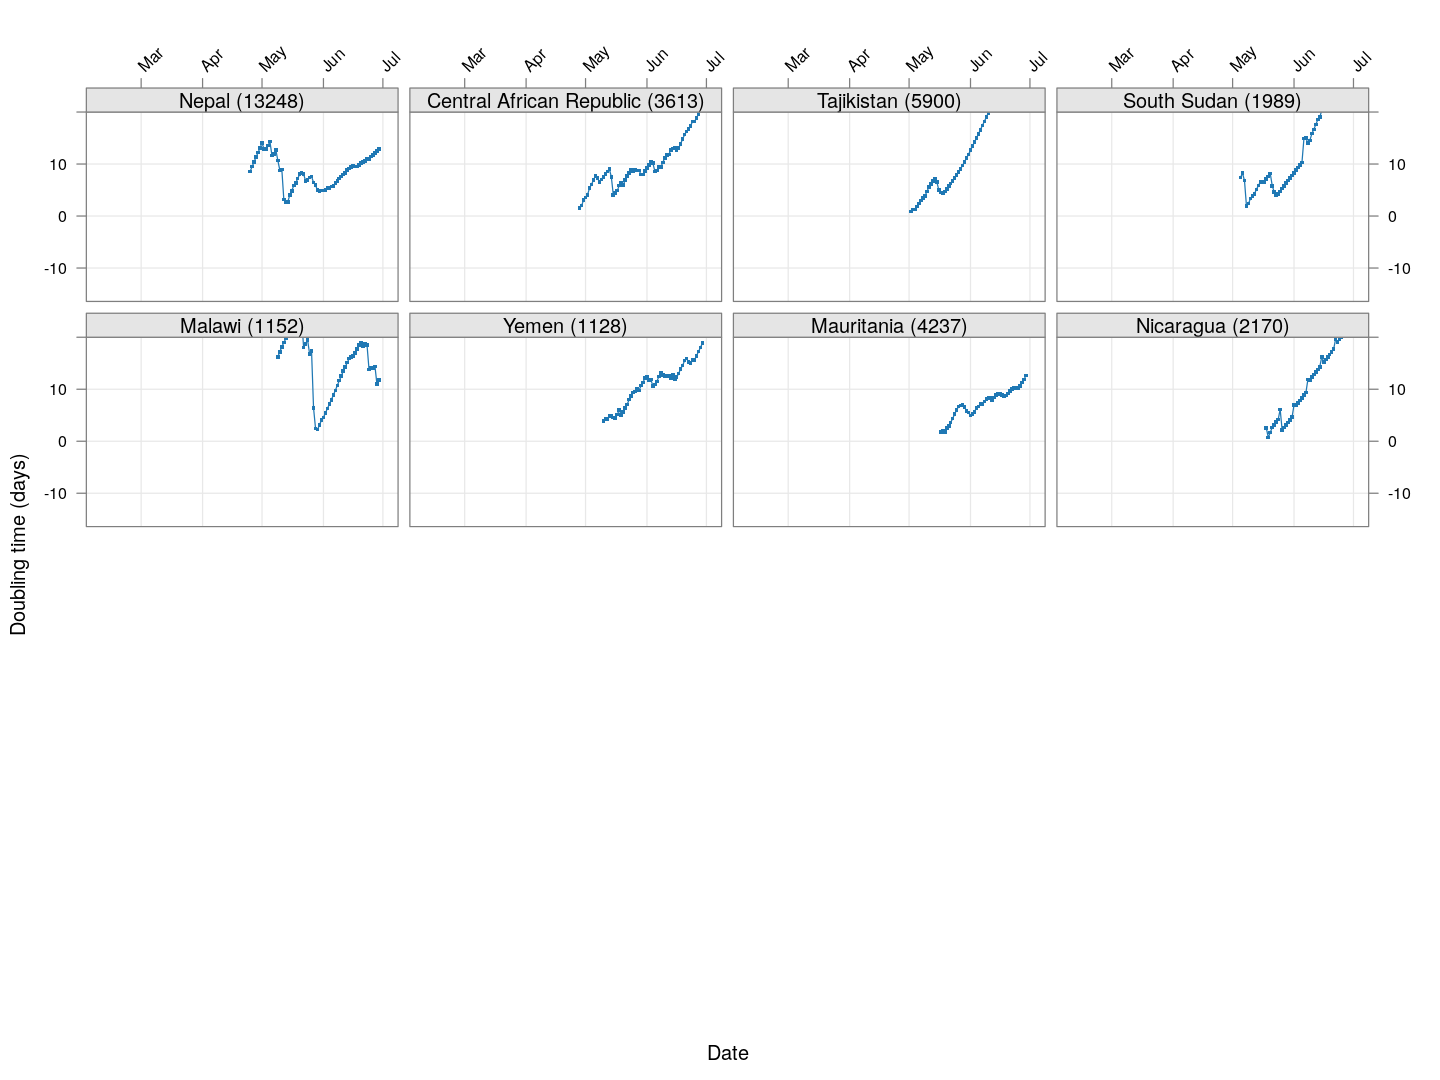 Mar Apr May Jun Jul Mar Apr May Jun Jul Mar Apr May Jun Jul Mar Apr May Jun Jul
Nepal (13248) Central African Republic (3613) Tajikistan (5900) South Sudan (1989)
10 10
0 0
-10 -10
Malawi (1152) Yemen (1128) Mauritania (4237) Nicaragua (2170)
10 10
0 0
-10 -10
Doubling time (days)
Date